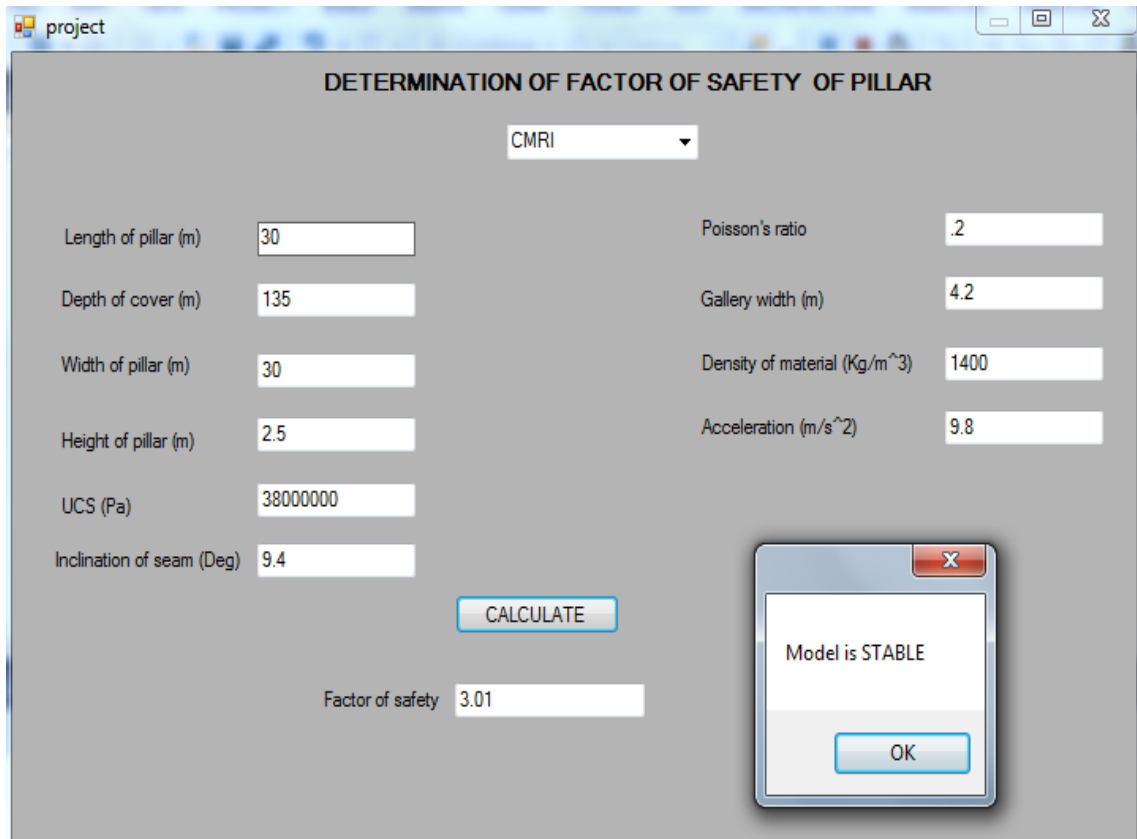 project
DETERMINATION OF FACTOR OF SAFETY OF PILLAR
CMRI
Length of pillar (m) 30
Depth of cover (m) 135
Width of pillar (m) 30
Height of pillar (m) 2.5
UCS (Pa) 38000000
Inclination of seam (Deg) 9.4
Poisson's ratio .2
Gallery width (m) 4.2
Density of material (Kg/m^3) 1400
Acceleration (m/s^2) 9.8
CALCULATE
Factor of safety 3.01
Model is STABLE
OK